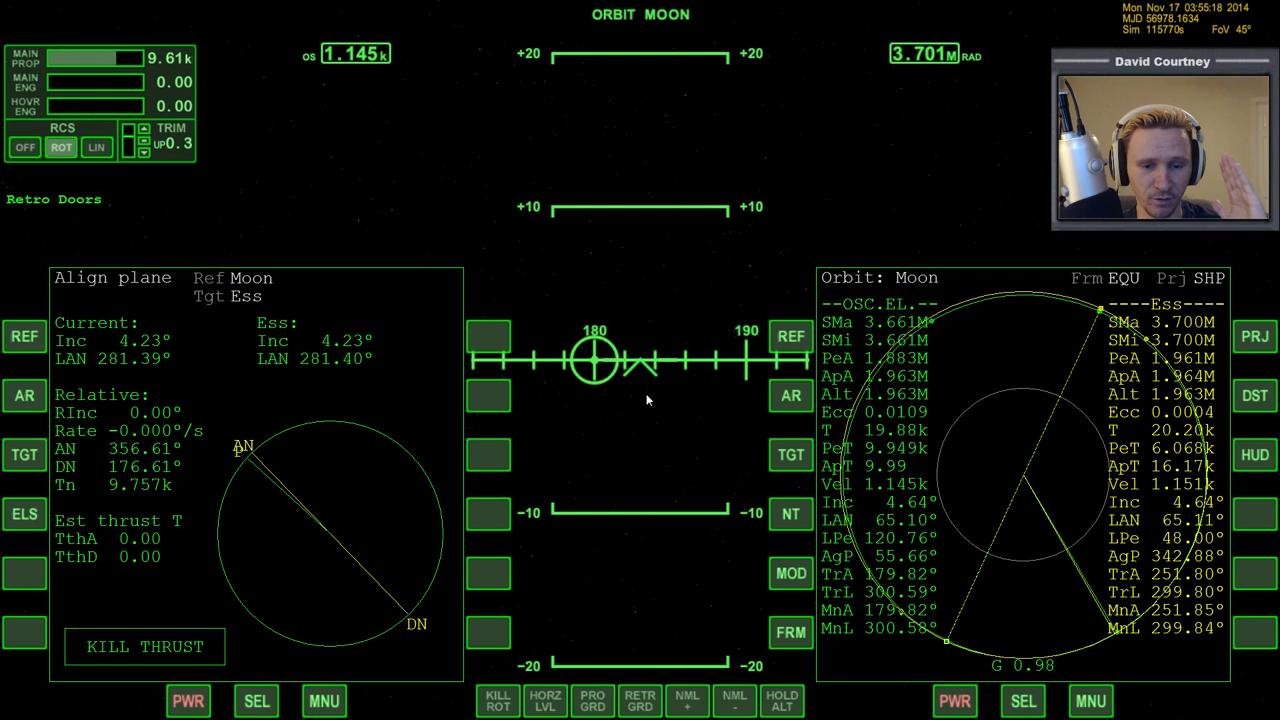 ORBIT MOON
Mon Nov 17 03:55:18 2014
MJD 56978.1634
Sim 115770s FoV 45°
David Courtney
MAIN PROP 9.61k
MAIN ENG 0.00
HOVR ENG 0.00
RCS
OFF ROT LIN
TRIM
UP 0.3
OS 1.145k
3.701M RAD
Retro Doors
+20 +20
+10 +10
180 190
-10 -10
-20 -20
Align plane Ref Moon
Tgt Ess
Current: Ess:
Inc 4.23° Inc 4.23°
LAN 281.39° LAN 281.40°
Relative:
RInc 0.00°
Rate -0.000°/s
AN 356.61°
DN 176.61°
Tn 9.757k
Est thrust T
TthA 0.00
TthD 0.00
KILL THRUST
AN
P
DN
REF
AR
TGT
ELS
PWR SEL MNU
KILL ROT
HORZ LVL
PRO GRD
RETR GRD
NML +
NML -
HOLD ALT
REF
AR
TGT
NT
MOD
FRM
Orbit: Moon Frm EQU Prj SHP
--OSC.EL.-- ----Ess----
SMa 3.661M SMa 3.700M
SMi 3.661M SMi 3.700M
PeA 1.883M PeA 1.961M
ApA 1.963M ApA 1.964M
Alt 1.963M Alt 1.963M
Ecc 0.0109 Ecc 0.0004
T 19.88k T 20.20k
PeT 9.949k PeT 6.068k
ApT 9.99 ApT 16.17k
Vel 1.145k Vel 1.151k
Inc 4.64° Inc 4.64°
LAN 65.10° LAN 65.11°
LPe 120.76° LPe 48.00°
AgP 55.66° AgP 342.88°
TrA 179.82° TrA 251.80°
TrL 300.59° TrL 299.80°
MnA 179.82° MnA 251.85°
MnL 300.58° MnL 299.84°
G 0.98
PRJ
DST
HUD
PWR SEL MNU